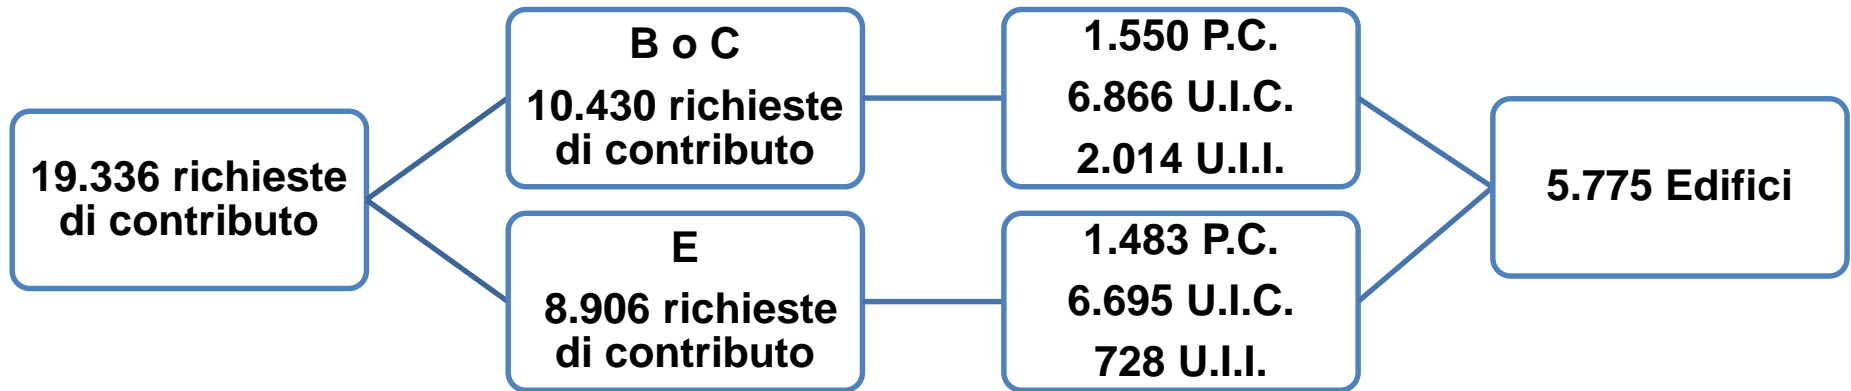 19.336 richieste
di contributo
B o C
10.430 richieste
di contributo
E
8.906 richieste
di contributo
1.550 P.C.
6.866 U.I.C.
2.014 U.I.I.
1.483 P.C.
6.695 U.I.C.
728 U.I.I.
5.775 Edifici